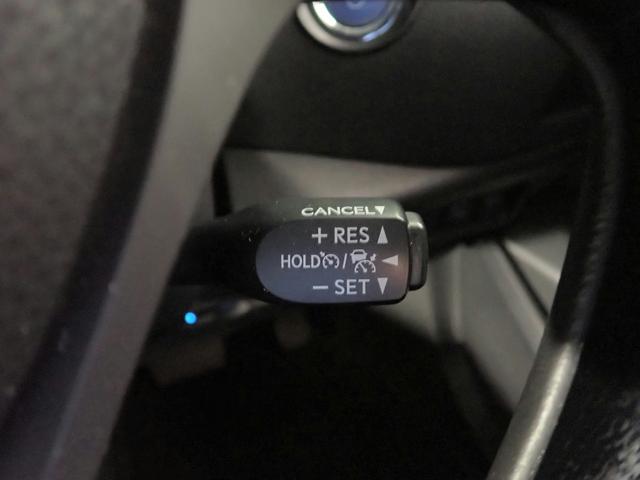 CANCEL▼
+ RES ▲
HOLD / ◀
− SET ▼